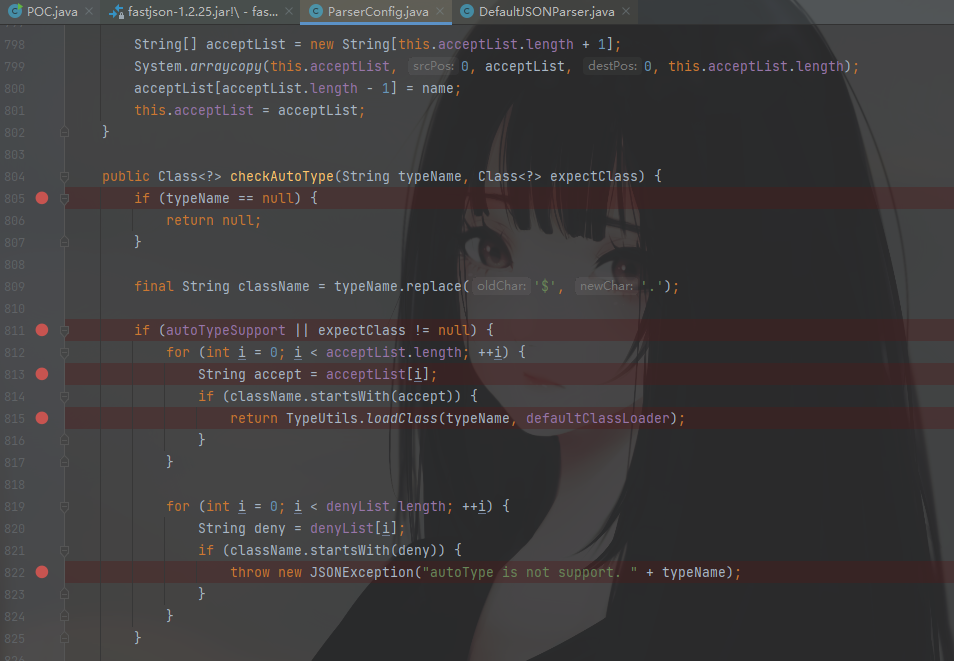 POC.java
fastjson-1.2.25.jar!\ - fas...
ParserConfig.java
DefaultJSONParser.java
798 String[] acceptList = new String[this.acceptList.length + 1];
799 System.arraycopy(this.acceptList, srcPos: 0, acceptList, destPos: 0, this.acceptList.length);
800 acceptList[acceptList.length - 1] = name;
801 this.acceptList = acceptList;
802 }
803
804 public Class<?> checkAutoType(String typeName, Class<?> expectClass) {
805 if (typeName == null) {
806 return null;
807 }
808
809 final String className = typeName.replace( oldChar: '$', newChar: '.');
810
811 if (autoTypeSupport || expectClass != null) {
812 for (int i = 0; i < acceptList.length; ++i) {
813 String accept = acceptList[i];
814 if (className.startsWith(accept)) {
815 return TypeUtils.loadClass(typeName, defaultClassLoader);
816 }
817 }
818
819 for (int i = 0; i < denyList.length; ++i) {
820 String deny = denyList[i];
821 if (className.startsWith(deny)) {
822 throw new JSONException("autoType is not support. " + typeName);
823 }
824 }
825 }